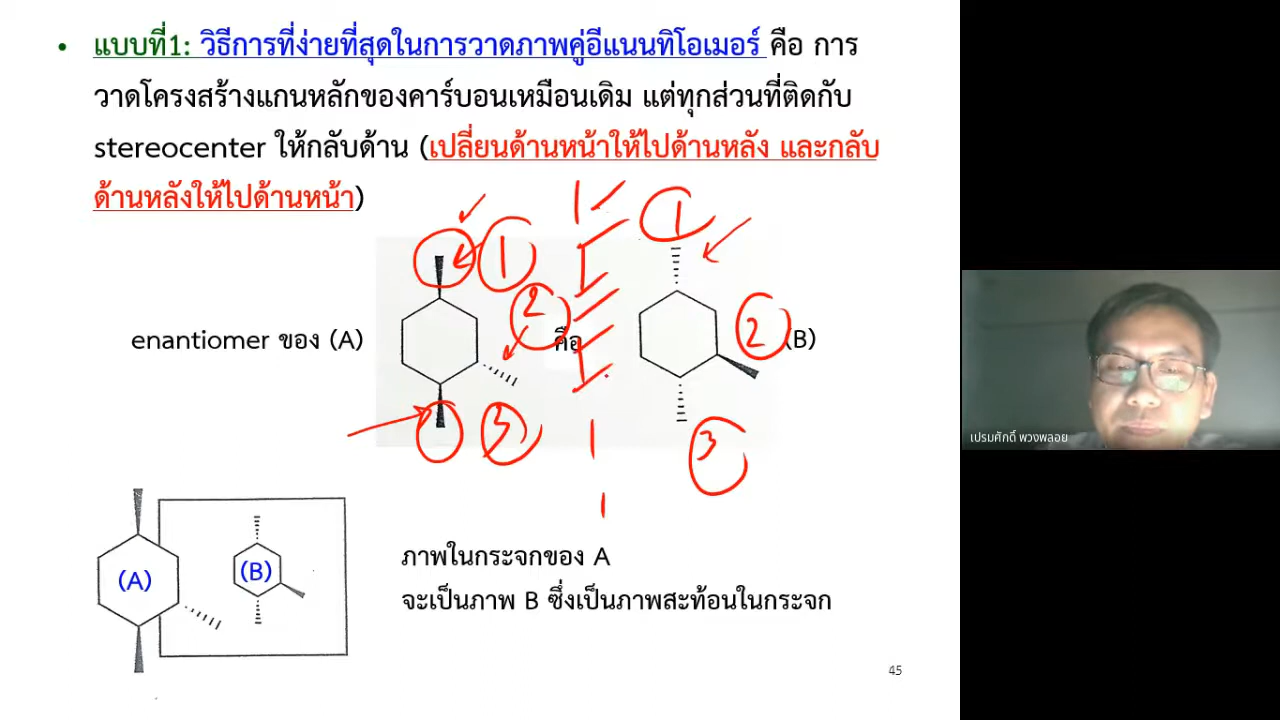 • แบบที่1: วิธีการที่ง่ายที่สุดในการวาดภาพคู่อีแนนทิโอเมอร์ คือ การ
วาดโครงสร้างแกนหลักของคาร์บอนเหมือนเดิม แต่ทุกส่วนที่ติดกับ
stereocenter ให้กลับด้าน (เปลี่ยนด้านหน้าให้ไปด้านหลัง และกลับ
ด้านหลังให้ไปด้านหน้า)
1
1
2
2
enantiomer ของ (A)
คือ
(B)
3
3
(A)
(B)
ภาพในกระจกของ A
จะเป็นภาพ B ซึ่งเป็นภาพสะท้อนในกระจก
45
เปรมศักดิ์ พวงพลอย